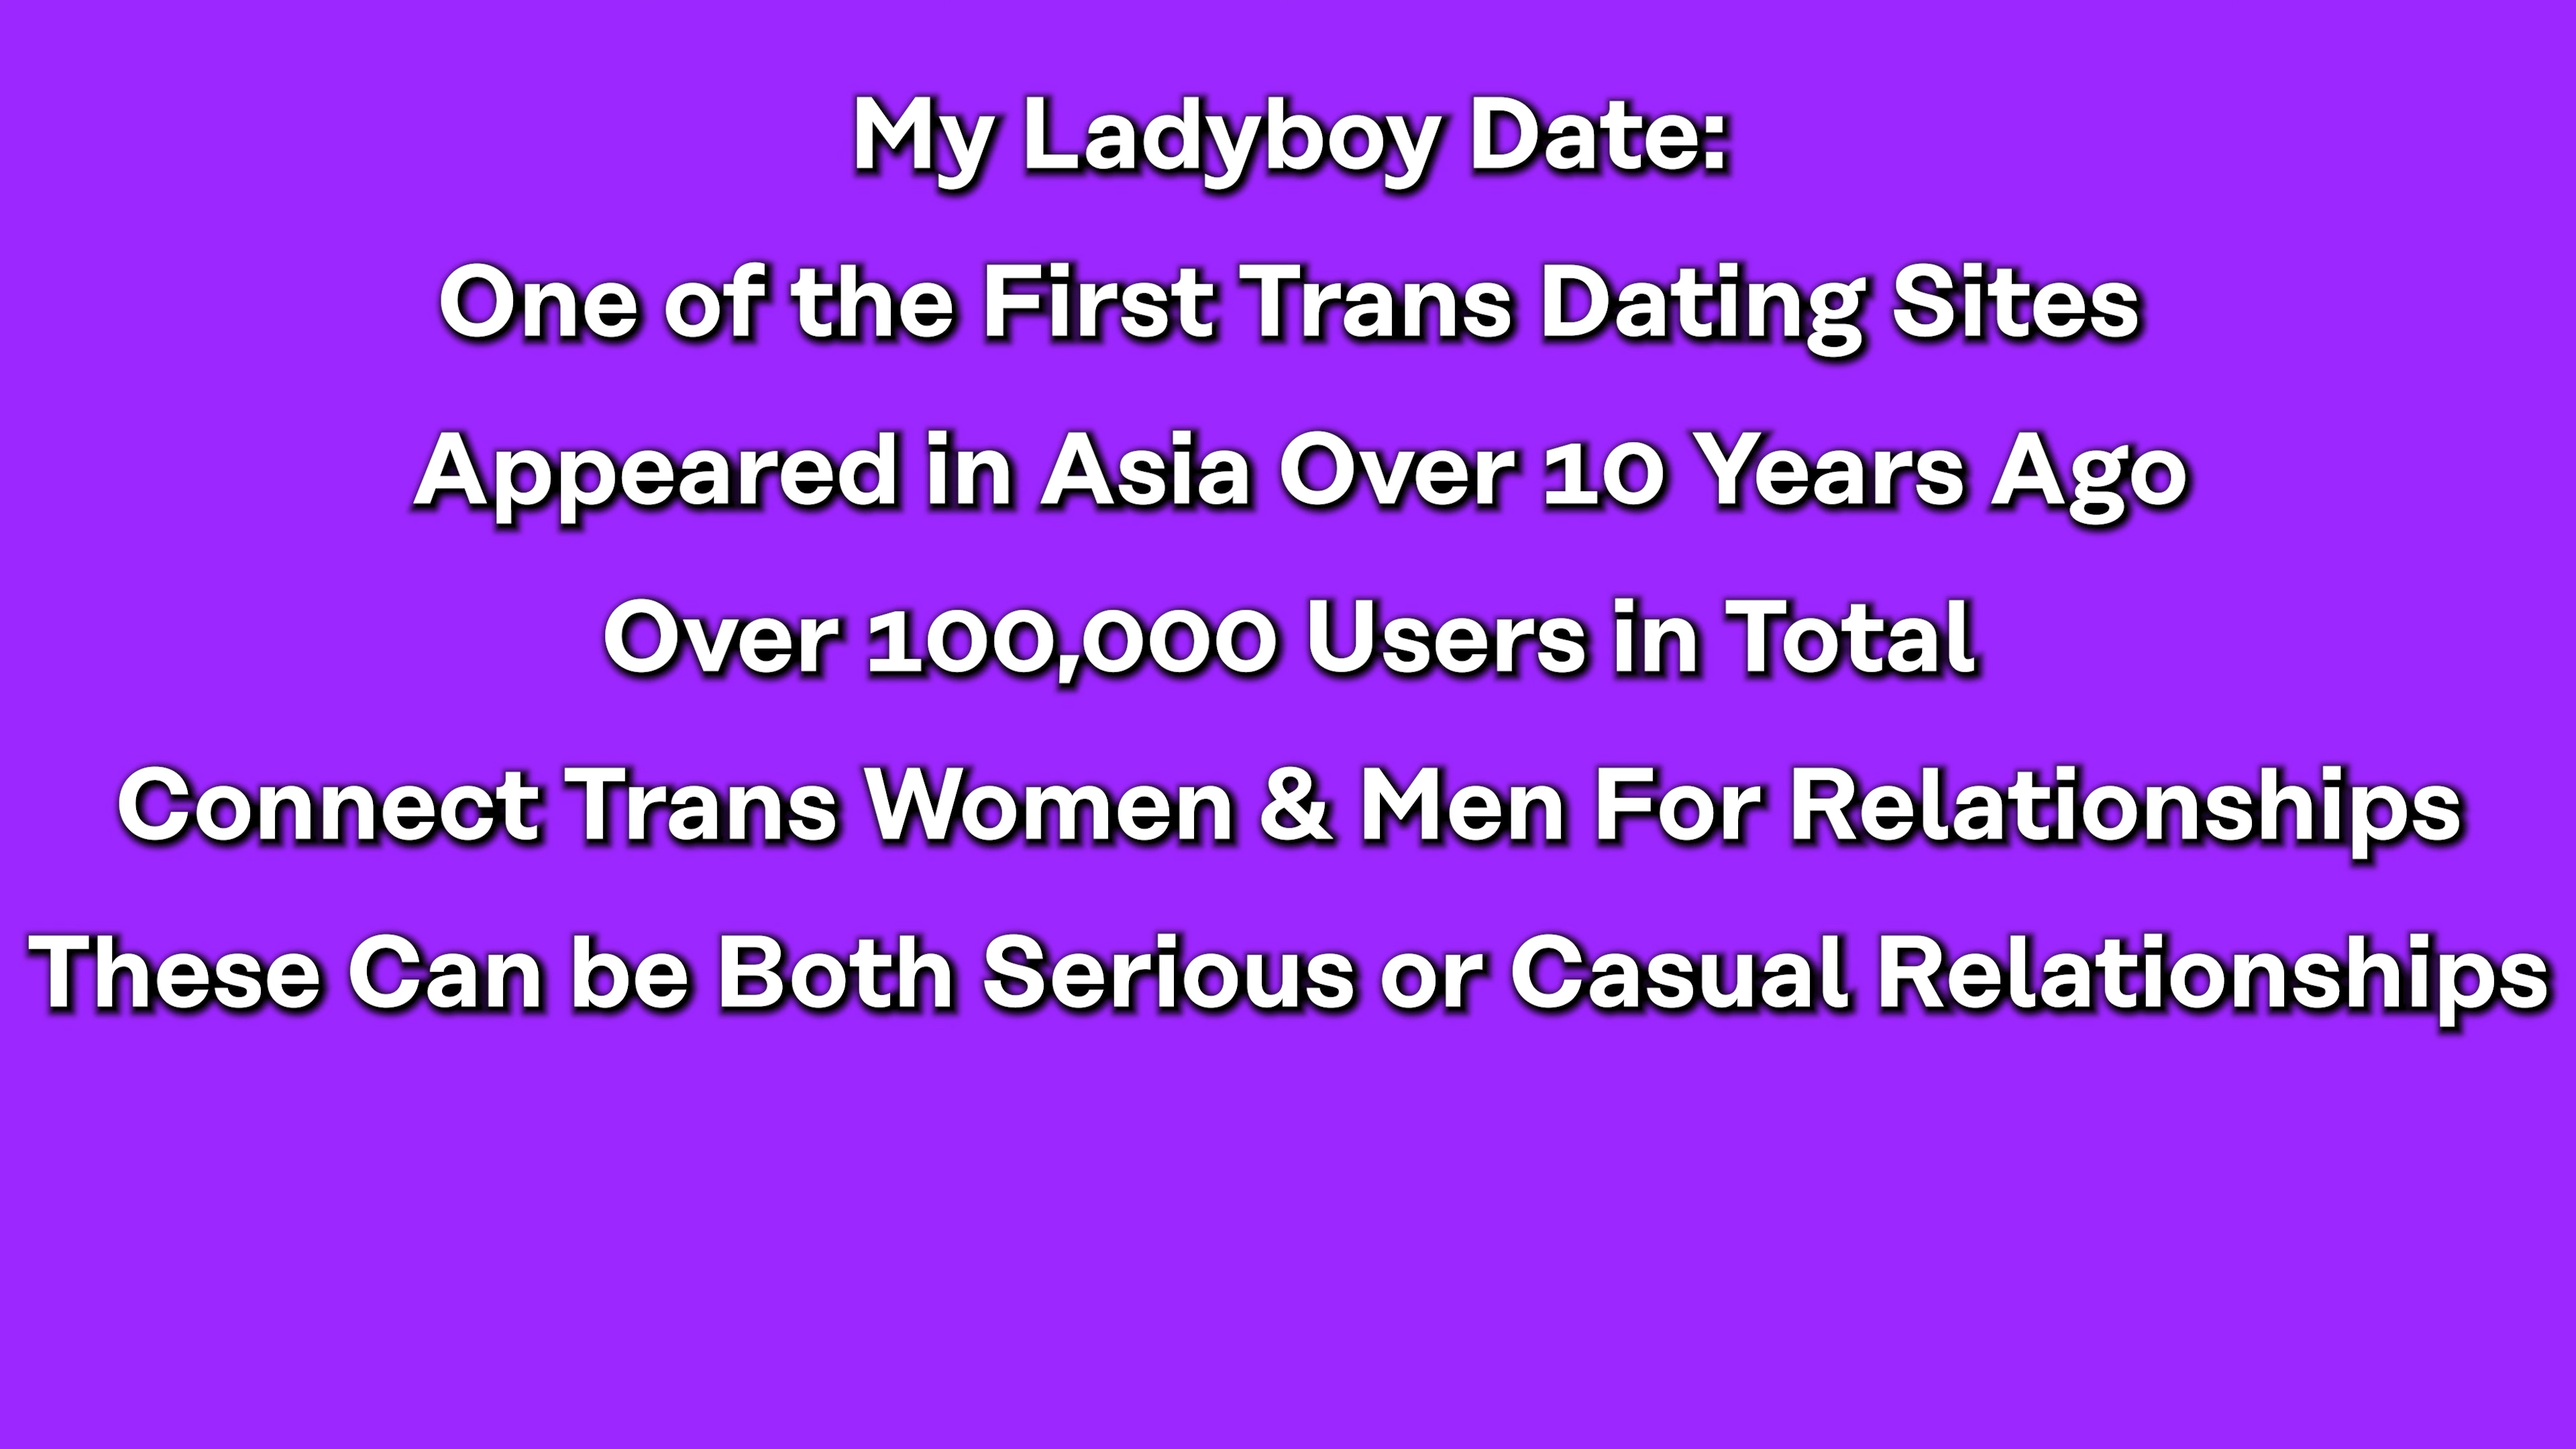 My Ladyboy Date:
One of the First Trans Dating Sites
Appeared in Asia Over 10 Years Ago
Over 100,000 Users in Total
Connect Trans Women & Men For Relationships
These Can be Both Serious or Casual Relationships